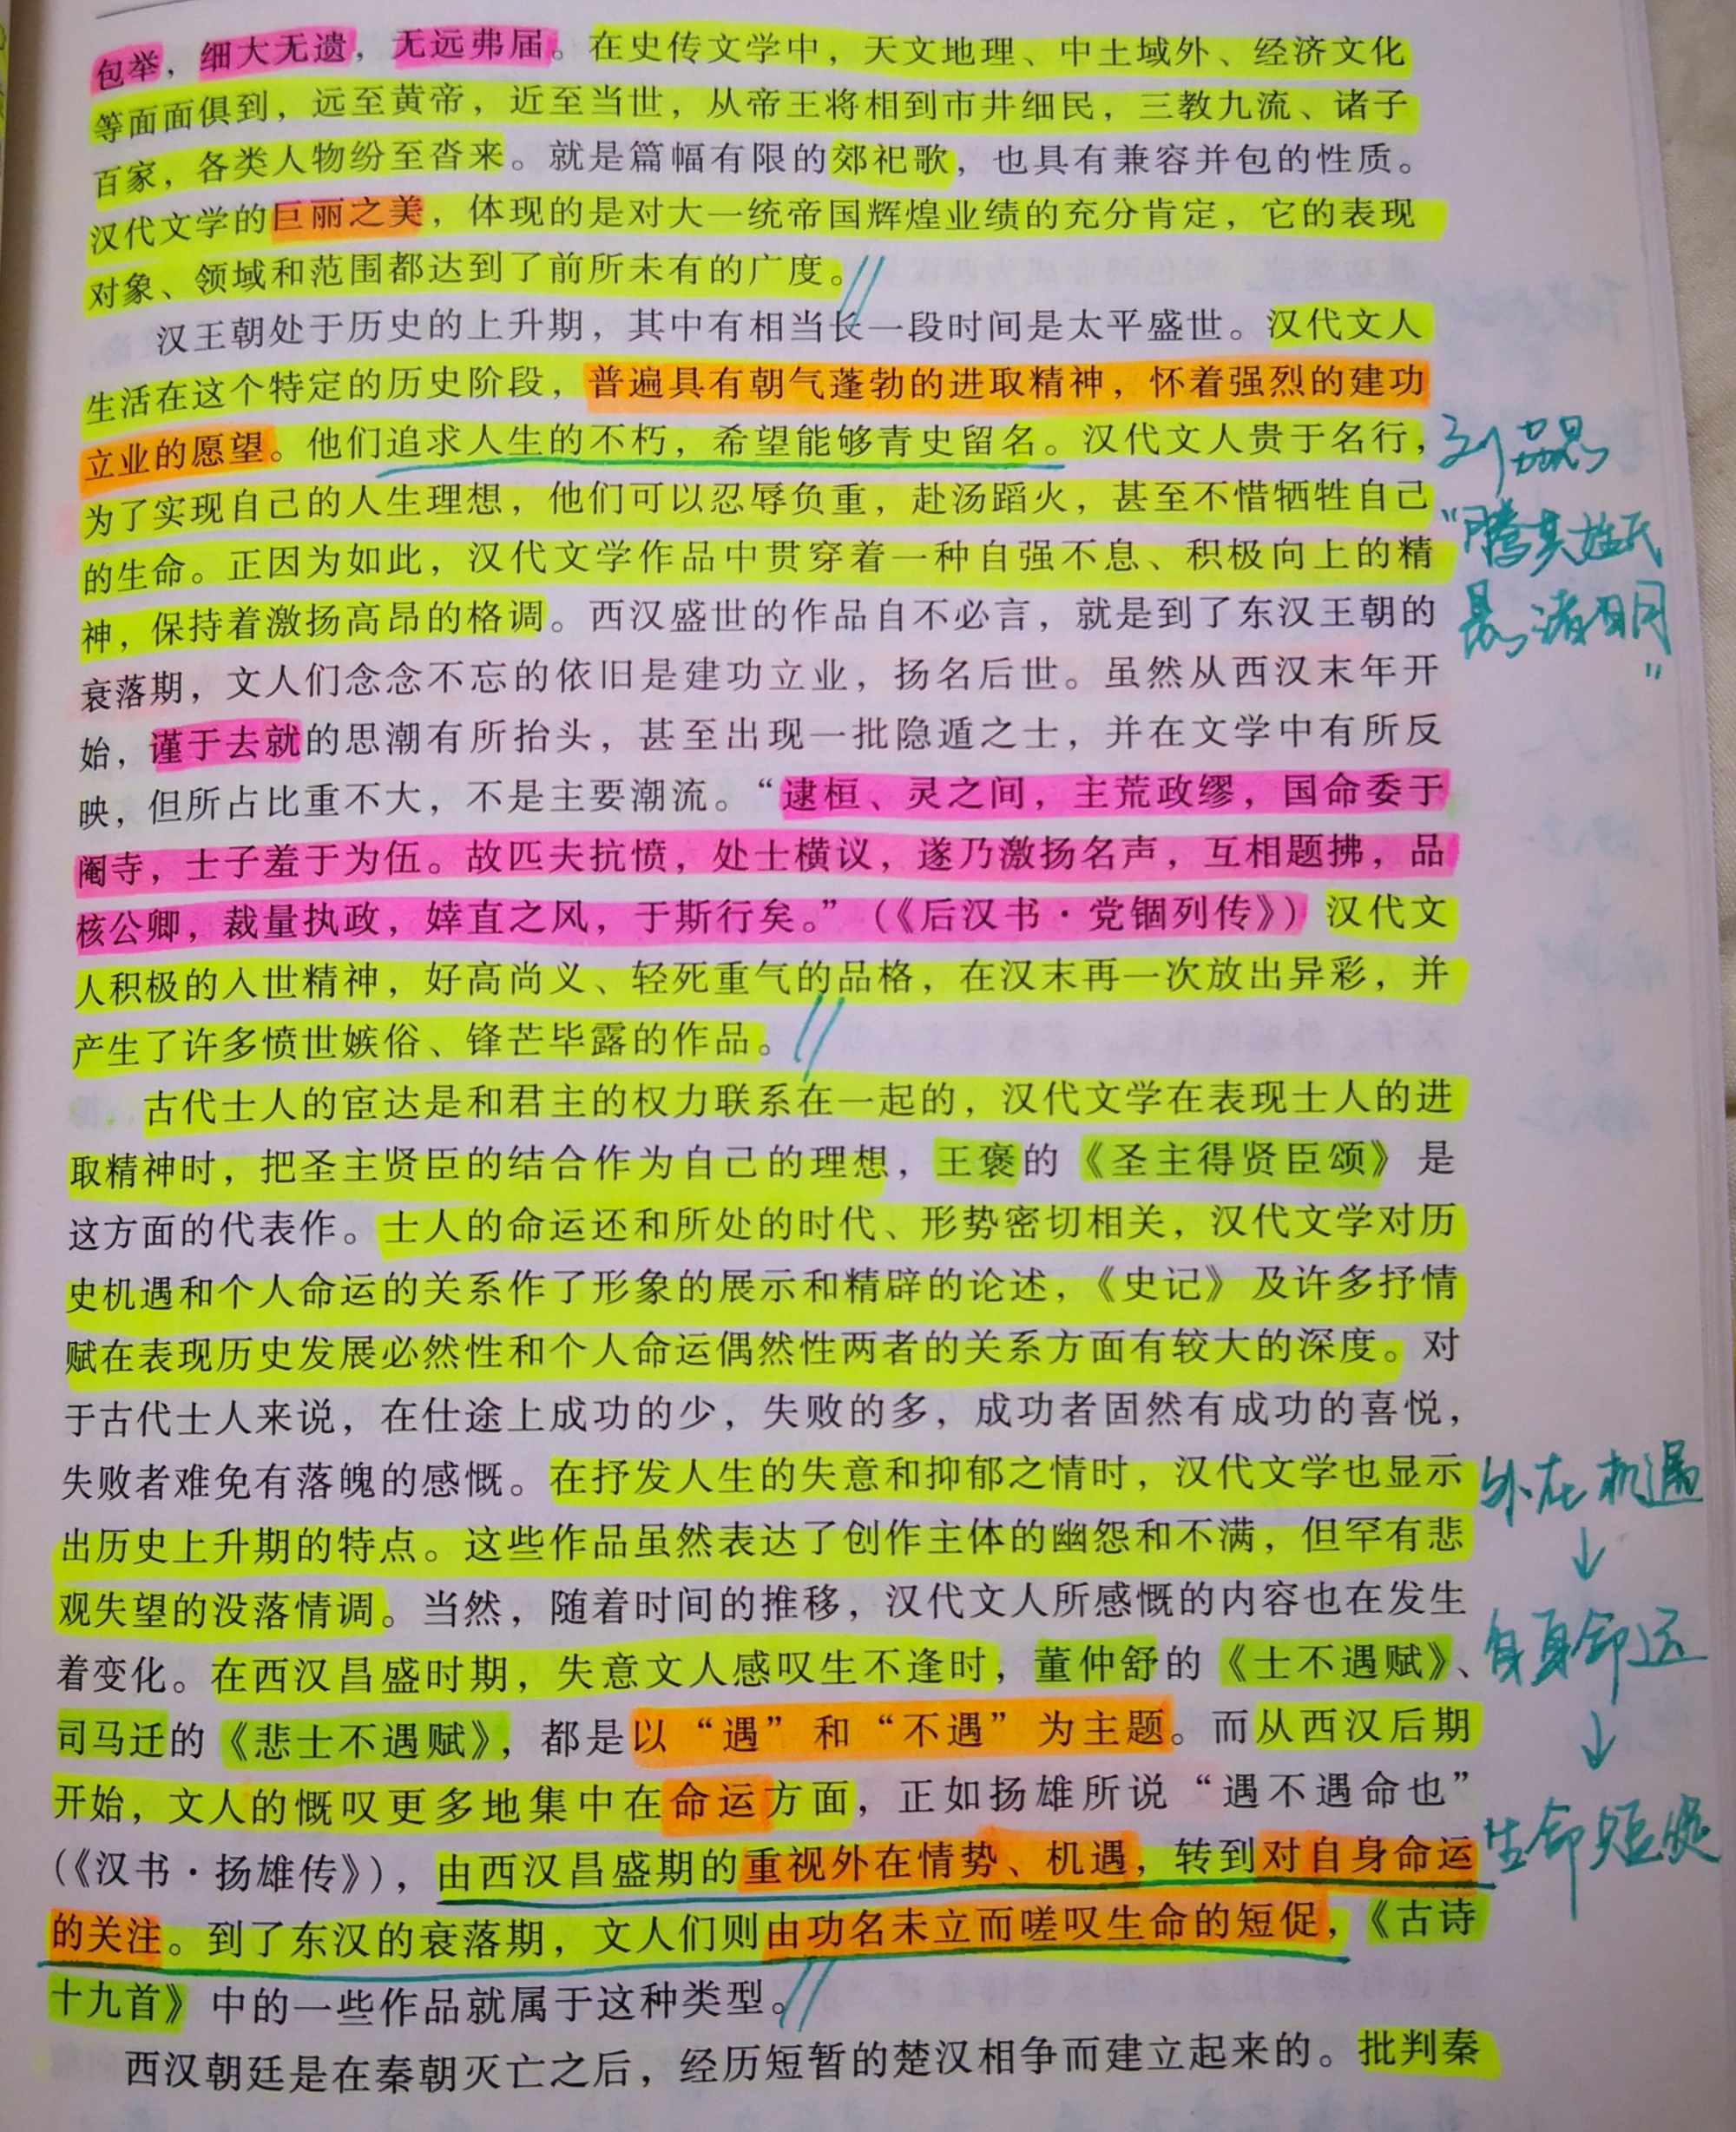 包举，细大无遗，无远弗届。在史传文学中，天文地理、中土域外、经济文化
等面面俱到，远至黄帝，近至当世，从帝王将相到市井细民，三教九流、诸子
百家，各类人物纷至沓来。就是篇幅有限的郊祀歌，也具有兼容并包的性质。
汉代文学的巨丽之美，体现的是对大一统帝国辉煌业绩的充分肯定，它的表现
对象、领域和范围都达到了前所未有的广度。
汉王朝处于历史的上升期，其中有相当长一段时间是太平盛世。汉代文人
生活在这个特定的历史阶段，普遍具有朝气蓬勃的进取精神，怀着强烈的建功
立业的愿望。他们追求人生的不朽，希望能够青史留名。汉代文人贵于名行，
为了实现自己的人生理想，他们可以忍辱负重，赴汤蹈火，甚至不惜牺牲自己
的生命。正因为如此，汉代文学作品中贯穿着一种自强不息、积极向上的精
神，保持着激扬高昂的格调。西汉盛世的作品自不必言，就是到了东汉王朝的
衰落期，文人们念念不忘的依旧是建功立业，扬名后世。虽然从西汉末年开
始，谨于去就的思潮有所抬头，甚至出现一批隐遁之士，并在文学中有所反
映，但所占比重不大，不是主要潮流。“逮桓、灵之间，主荒政缪，国命委于
阉寺，士子羞于为伍。故匹夫抗愤，处士横议，遂乃激扬名声，互相题拂，品
核公卿，裁量执政，婞直之风，于斯行矣。”（《后汉书·党锢列传》）汉代文
人积极的入世精神，好高尚义、轻死重气的品格，在汉末再一次放出异彩，并
产生了许多愤世嫉俗、锋芒毕露的作品。
古代士人的宦达是和君主的权力联系在一起的，汉代文学在表现士人的进
取精神时，把圣主贤臣的结合作为自己的理想，王褒的《圣主得贤臣颂》是
这方面的代表作。士人的命运还和所处的时代、形势密切相关，汉代文学对历
史机遇和个人命运的关系作了形象的展示和精辟的论述，《史记》及许多抒情
赋在表现历史发展必然性和个人命运偶然性两者的关系方面有较大的深度。对
于古代士人来说，在仕途上成功的少，失败的多，成功者固然有成功的喜悦，
失败者难免有落魄的感慨。在抒发人生的失意和抑郁之情时，汉代文学也显示
出历史上升期的特点。这些作品虽然表达了创作主体的幽怨和不满，但罕有悲
观失望的没落情调。当然，随着时间的推移，汉代文人所感慨的内容也在发生
着变化。在西汉昌盛时期，失意文人感叹生不逢时，董仲舒的《士不遇赋》、
司马迁的《悲士不遇赋》，都是以“遇”和“不遇”为主题。而从西汉后期
开始，文人的慨叹更多地集中在命运方面，正如扬雄所说“遇不遇命也”
（《汉书·扬雄传》），由西汉昌盛期的重视外在情势、机遇，转到对自身命运
的关注。到了东汉的衰落期，文人们则由功名未立而嗟叹生命的短促，《古诗
十九首》中的一些作品就属于这种类型。
西汉朝廷是在秦朝灭亡之后，经历短暂的楚汉相争而建立起来的。批判秦
刘勰
“腾其姓氏
悬诸日月
”
外在机遇
↓
自身命运
↓
生命短促